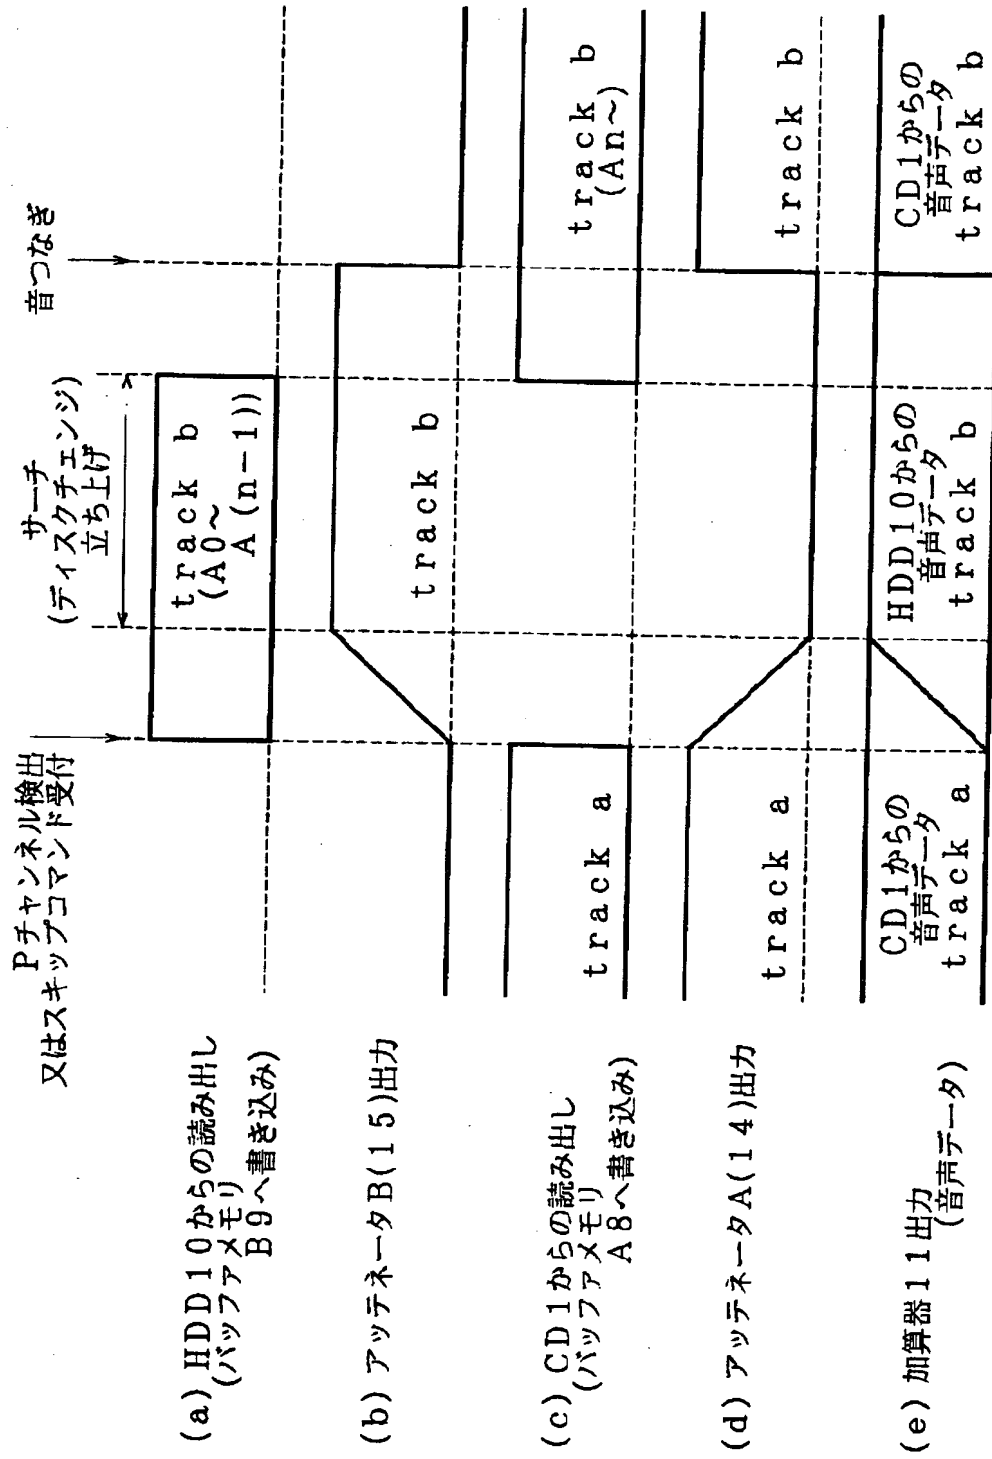 Pチャンネル検出
又はスキップコマンド受付
サーチ
(ディスクチェンジ)
立ち上げ
音つなぎ
(a) HDD10からの読み出し
(バッファメモリ
B9へ書き込み)
track b
(A0～
A(n-1))
(b) アッテネータB(15)出力
track b
(c) CD1からの読み出し
(バッファメモリ
A8へ書き込み)
track a
track b
(An～)
(d) アッテネータA(14)出力
track a
track b
(e) 加算器11出力
(音声データ)
CD1からの
音声データ
track a
HDD10からの
音声データ
track b
CD1からの
音声データ
track b